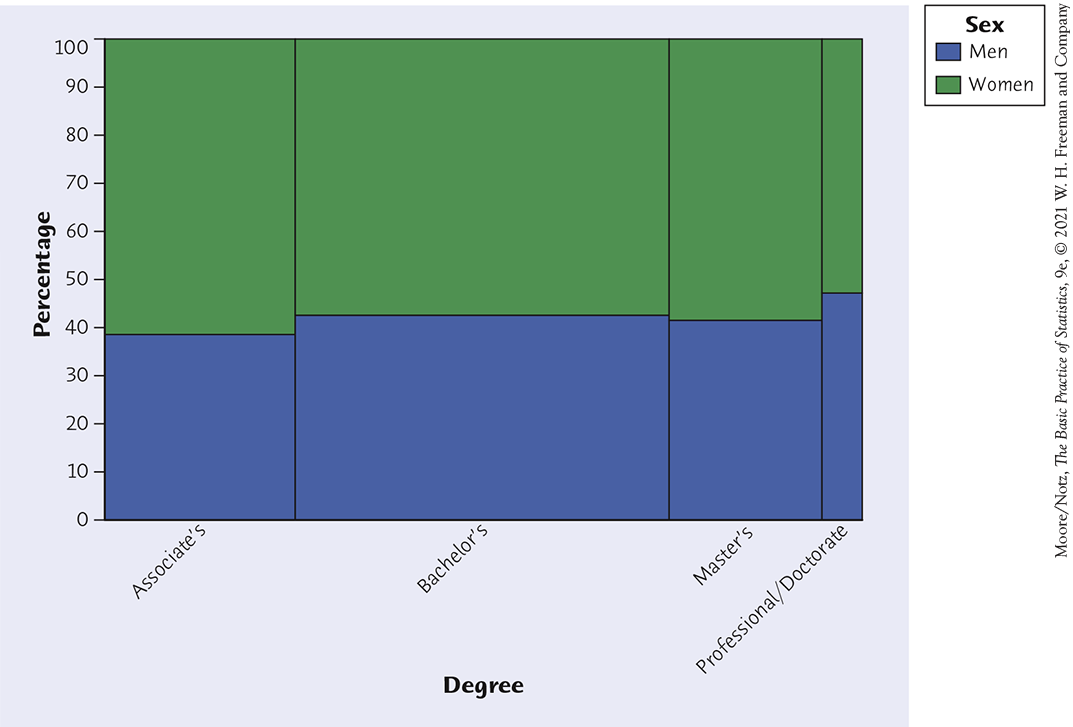 Percentage
100
90
80
70
60
50
40
30
20
10
0
Associate's
Bachelor's
Master's
Professional/Doctorate
Degree
Sex
Men
Women
Moore/Notz, The Basic Practice of Statistics, 9e, © 2021 W. H. Freeman and Company